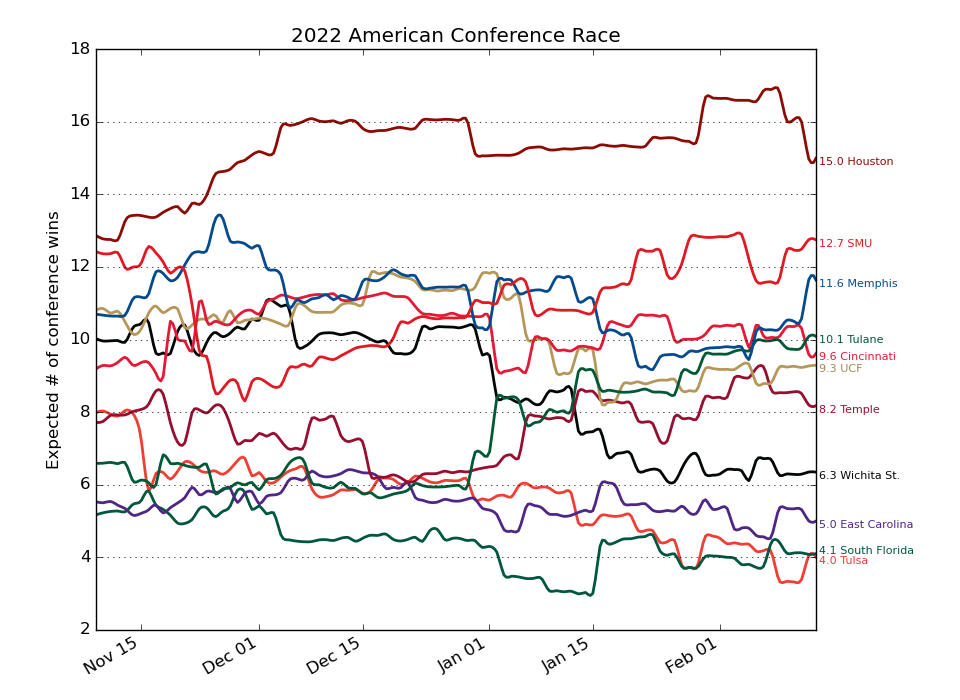 2022 American Conference Race
Expected # of conference wins
18
16
14
12
10
8
6
4
2
Nov 15
Dec 01
Dec 15
Jan 01
Jan 15
Feb 01
15.0 Houston
12.7 SMU
11.6 Memphis
10.1 Tulane
9.6 Cincinnati
9.3 UCF
8.2 Temple
6.3 Wichita St.
5.0 East Carolina
4.1 South Florida
4.0 Tulsa